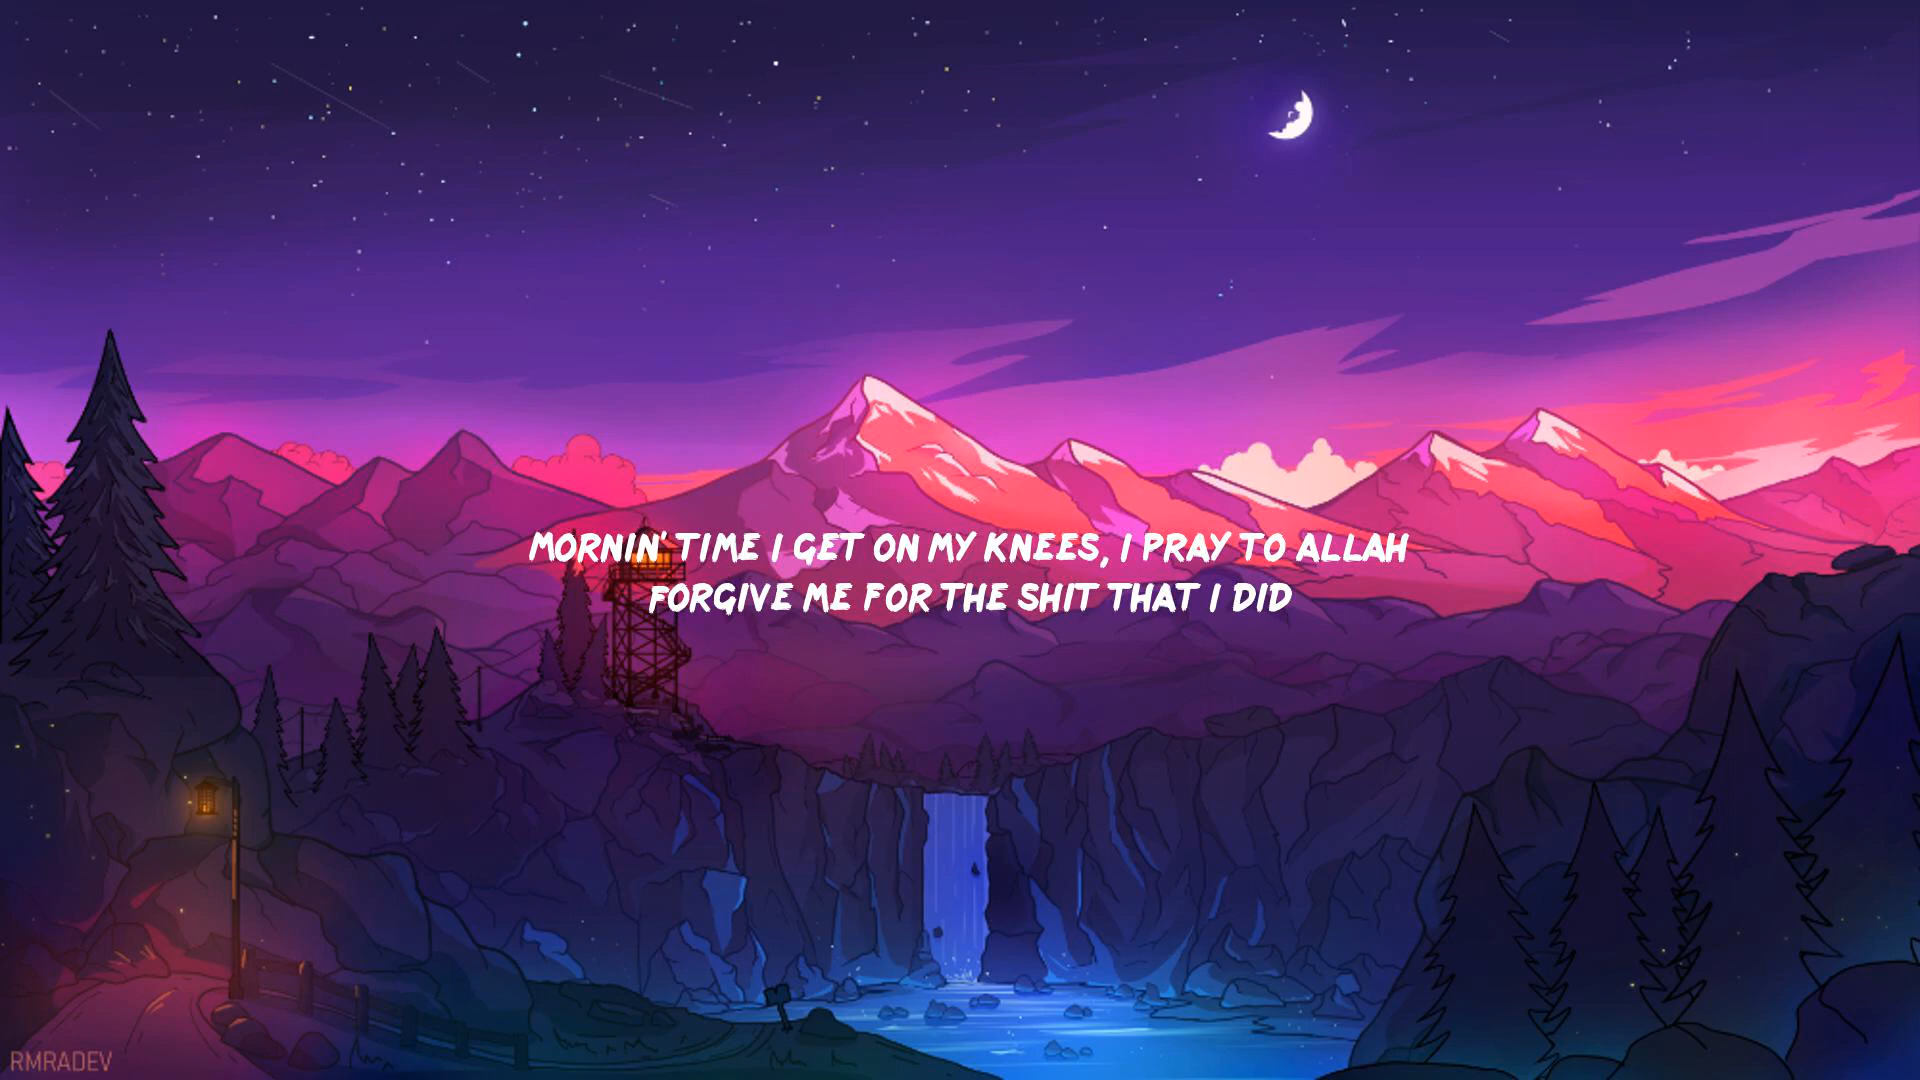 MORNIN' TIME I GET ON MY KNEES, I PRAY TO ALLAH
FORGIVE ME FOR THE SHIT THAT I DID
RMRADEV